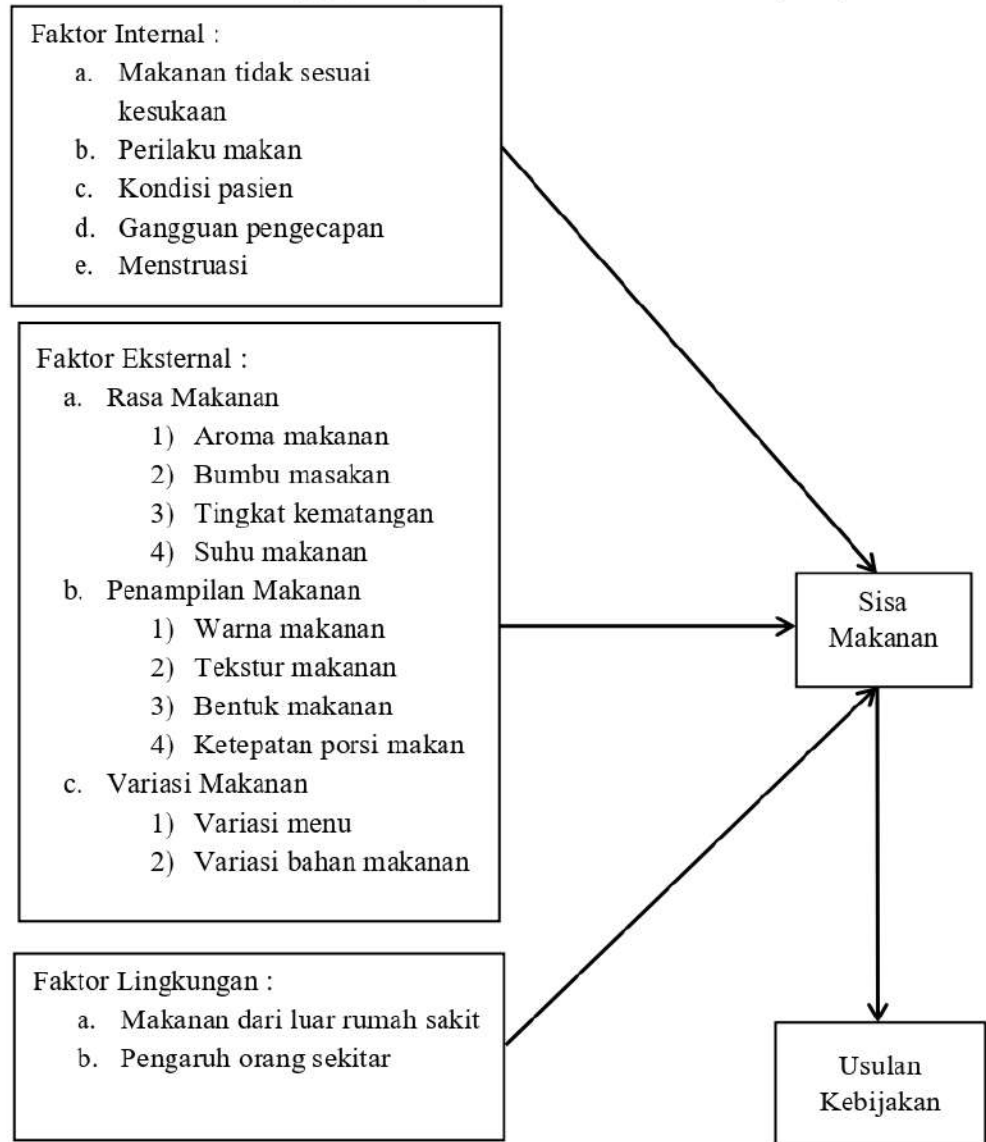 Faktor Internal :
a. Makanan tidak sesuai
kesukaan
b. Perilaku makan
c. Kondisi pasien
d. Gangguan pengecapan
e. Menstruasi
Faktor Eksternal :
a. Rasa Makanan
1) Aroma makanan
2) Bumbu masakan
3) Tingkat kematangan
4) Suhu makanan
b. Penampilan Makanan
1) Warna makanan
2) Tekstur makanan
3) Bentuk makanan
4) Ketepatan porsi makan
c. Variasi Makanan
1) Variasi menu
2) Variasi bahan makanan
Faktor Lingkungan :
a. Makanan dari luar rumah sakit
b. Pengaruh orang sekitar
Sisa
Makanan
Usulan
Kebijakan